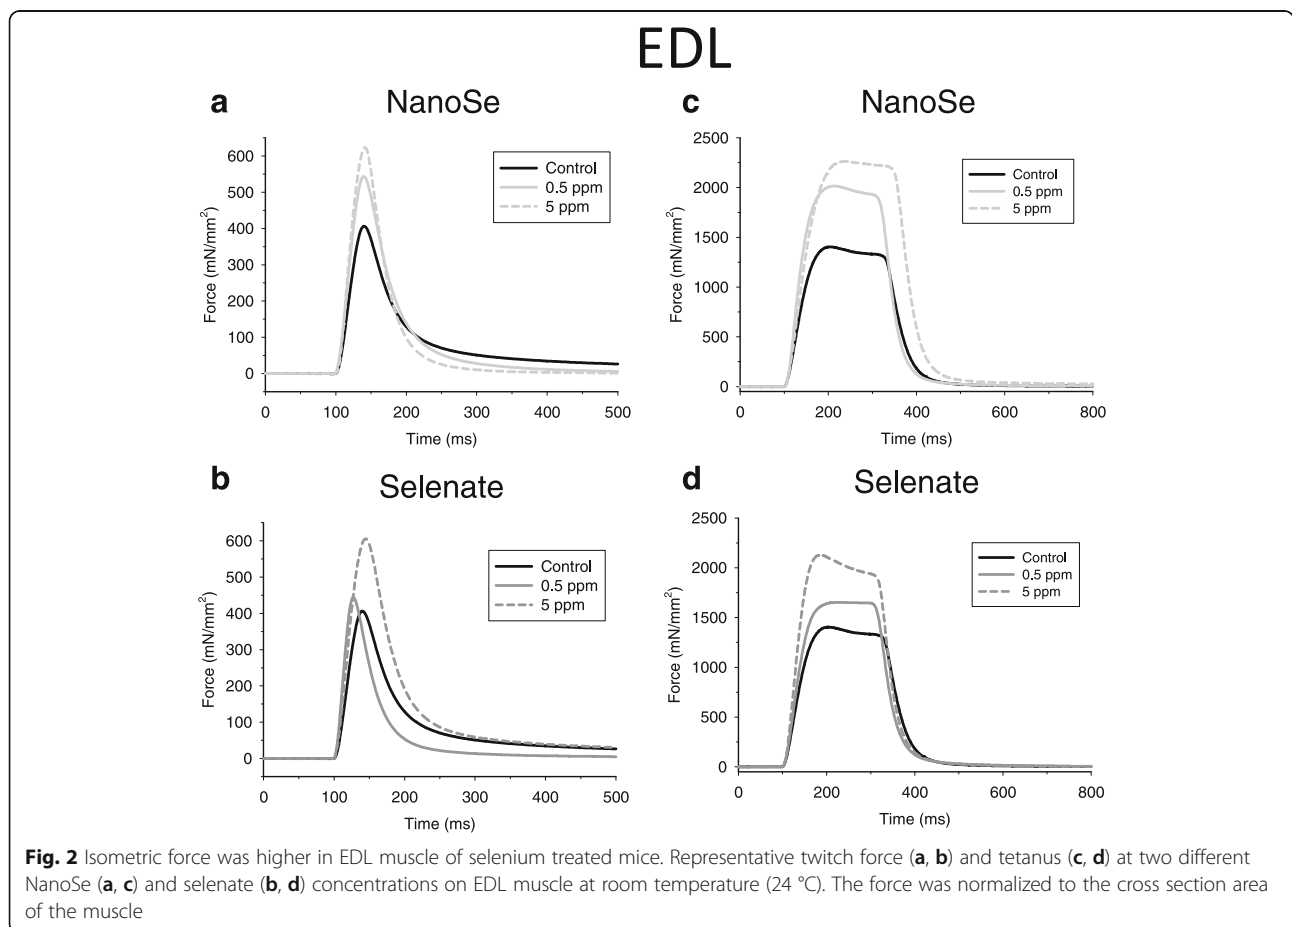 EDL
a
NanoSe
600
500
400
300
200
100
0
Force (mN/mm²)
0 100 200 300 400 500
Time (ms)
Control
0.5 ppm
5 ppm
c
NanoSe
2500
2000
1500
1250
1000
500
0
Force (mN/mm²)
0 200 400 600 800
Time (ms)
Control
0.5 ppm
5 ppm
b
Selenate
600
500
400
300
200
100
0
Force (mN/mm²)
0 100 200 300 400 500
Time (ms)
Control
0.5 ppm
5 ppm
d
Selenate
2500
2000
1500
1000
500
0
Force (mN/mm²)
0 200 400 600 800
Time (ms)
Control
0.5 ppm
5 ppm
Fig. 2 Isometric force was higher in EDL muscle of selenium treated mice. Representative twitch force (a, b) and tetanus (c, d) at two different
NanoSe (a, c) and selenate (b, d) concentrations on EDL muscle at room temperature (24 °C). The force was normalized to the cross section area
of the muscle